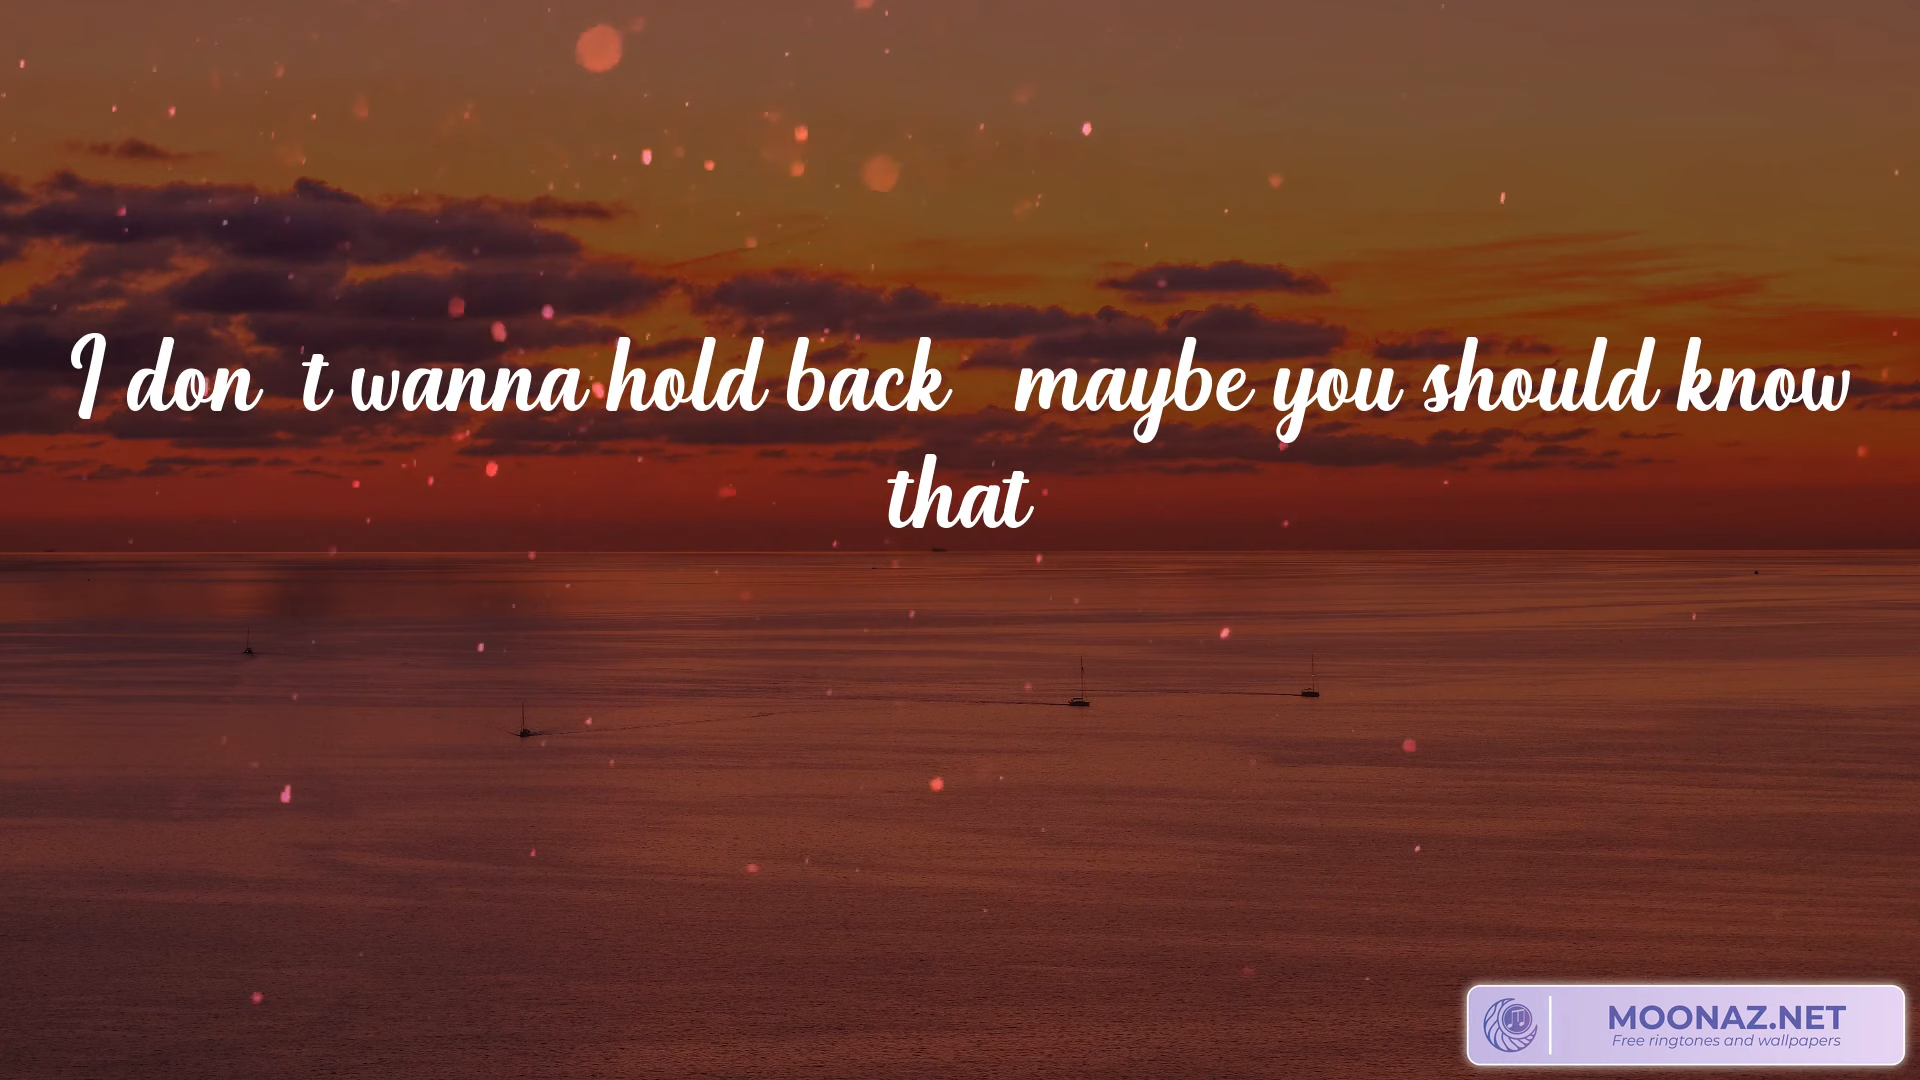 I don t wanna hold back maybe you should know
that
MOONAZ.NET
Free ringtones and wallpapers